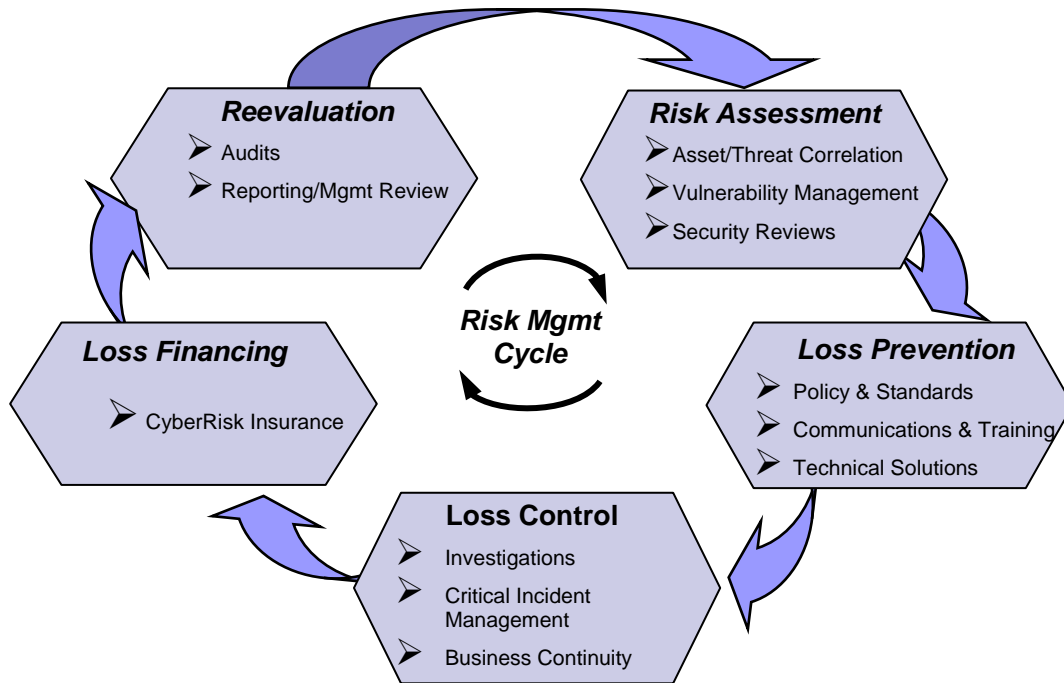 Reevaluation
Audits
Reporting/Mgmt Review
Risk Assessment
Asset/Threat Correlation
Vulnerability Management
Security Reviews
Risk Mgmt
Cycle
Loss Financing
CyberRisk Insurance
Loss Prevention
Policy & Standards
Communications & Training
Technical Solutions
Loss Control
Investigations
Critical Incident
Management
Business Continuity